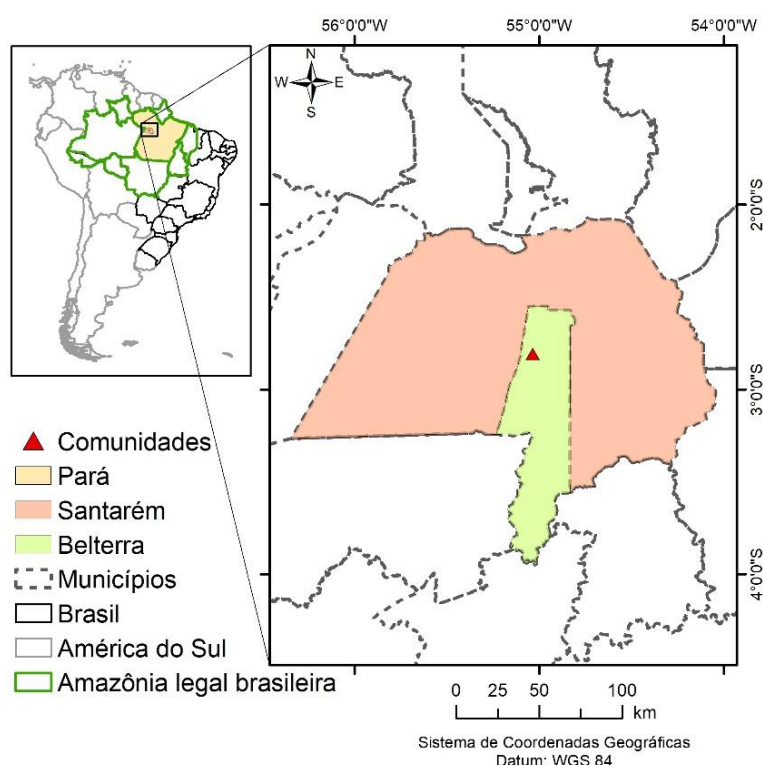 56°0'0"W
55°0'0"W
54°0'0"W
N
W
E
S
2°0'0"S
3°0'0"S
4°0'0"S
Comunidades
Pará
Santarém
Belterra
Municípios
Brasil
América do Sul
Amazônia legal brasileira
0 25 50 100
km
Sistema de Coordenadas Geográficas
Datum: WGS 84